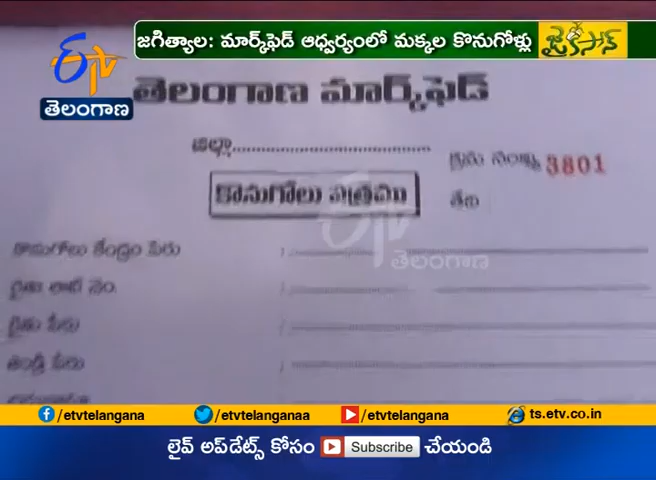 జగిత్యాల: మార్క్‌ఫెడ్ ఆధ్వర్యంలో మక్కల కొనుగోళ్లు జైకిసాన్
ETV
తెలంగాణ
తెలంగాణ మార్క్‌ఫెడ్
జిల్లా
క్రమ సంఖ్య 3801
కొనుగోలు పత్రము
తేది
తెలంగాణ
కొనుగోలు కేంద్రం పేరు
రైతు పేరు
తండ్రి పేరు
/etvtelangana /etvtelanganaa /etvtelangana ts.etv.co.in
లైవ్ అప్‌డేట్స్ కోసం Subscribe చేయండి